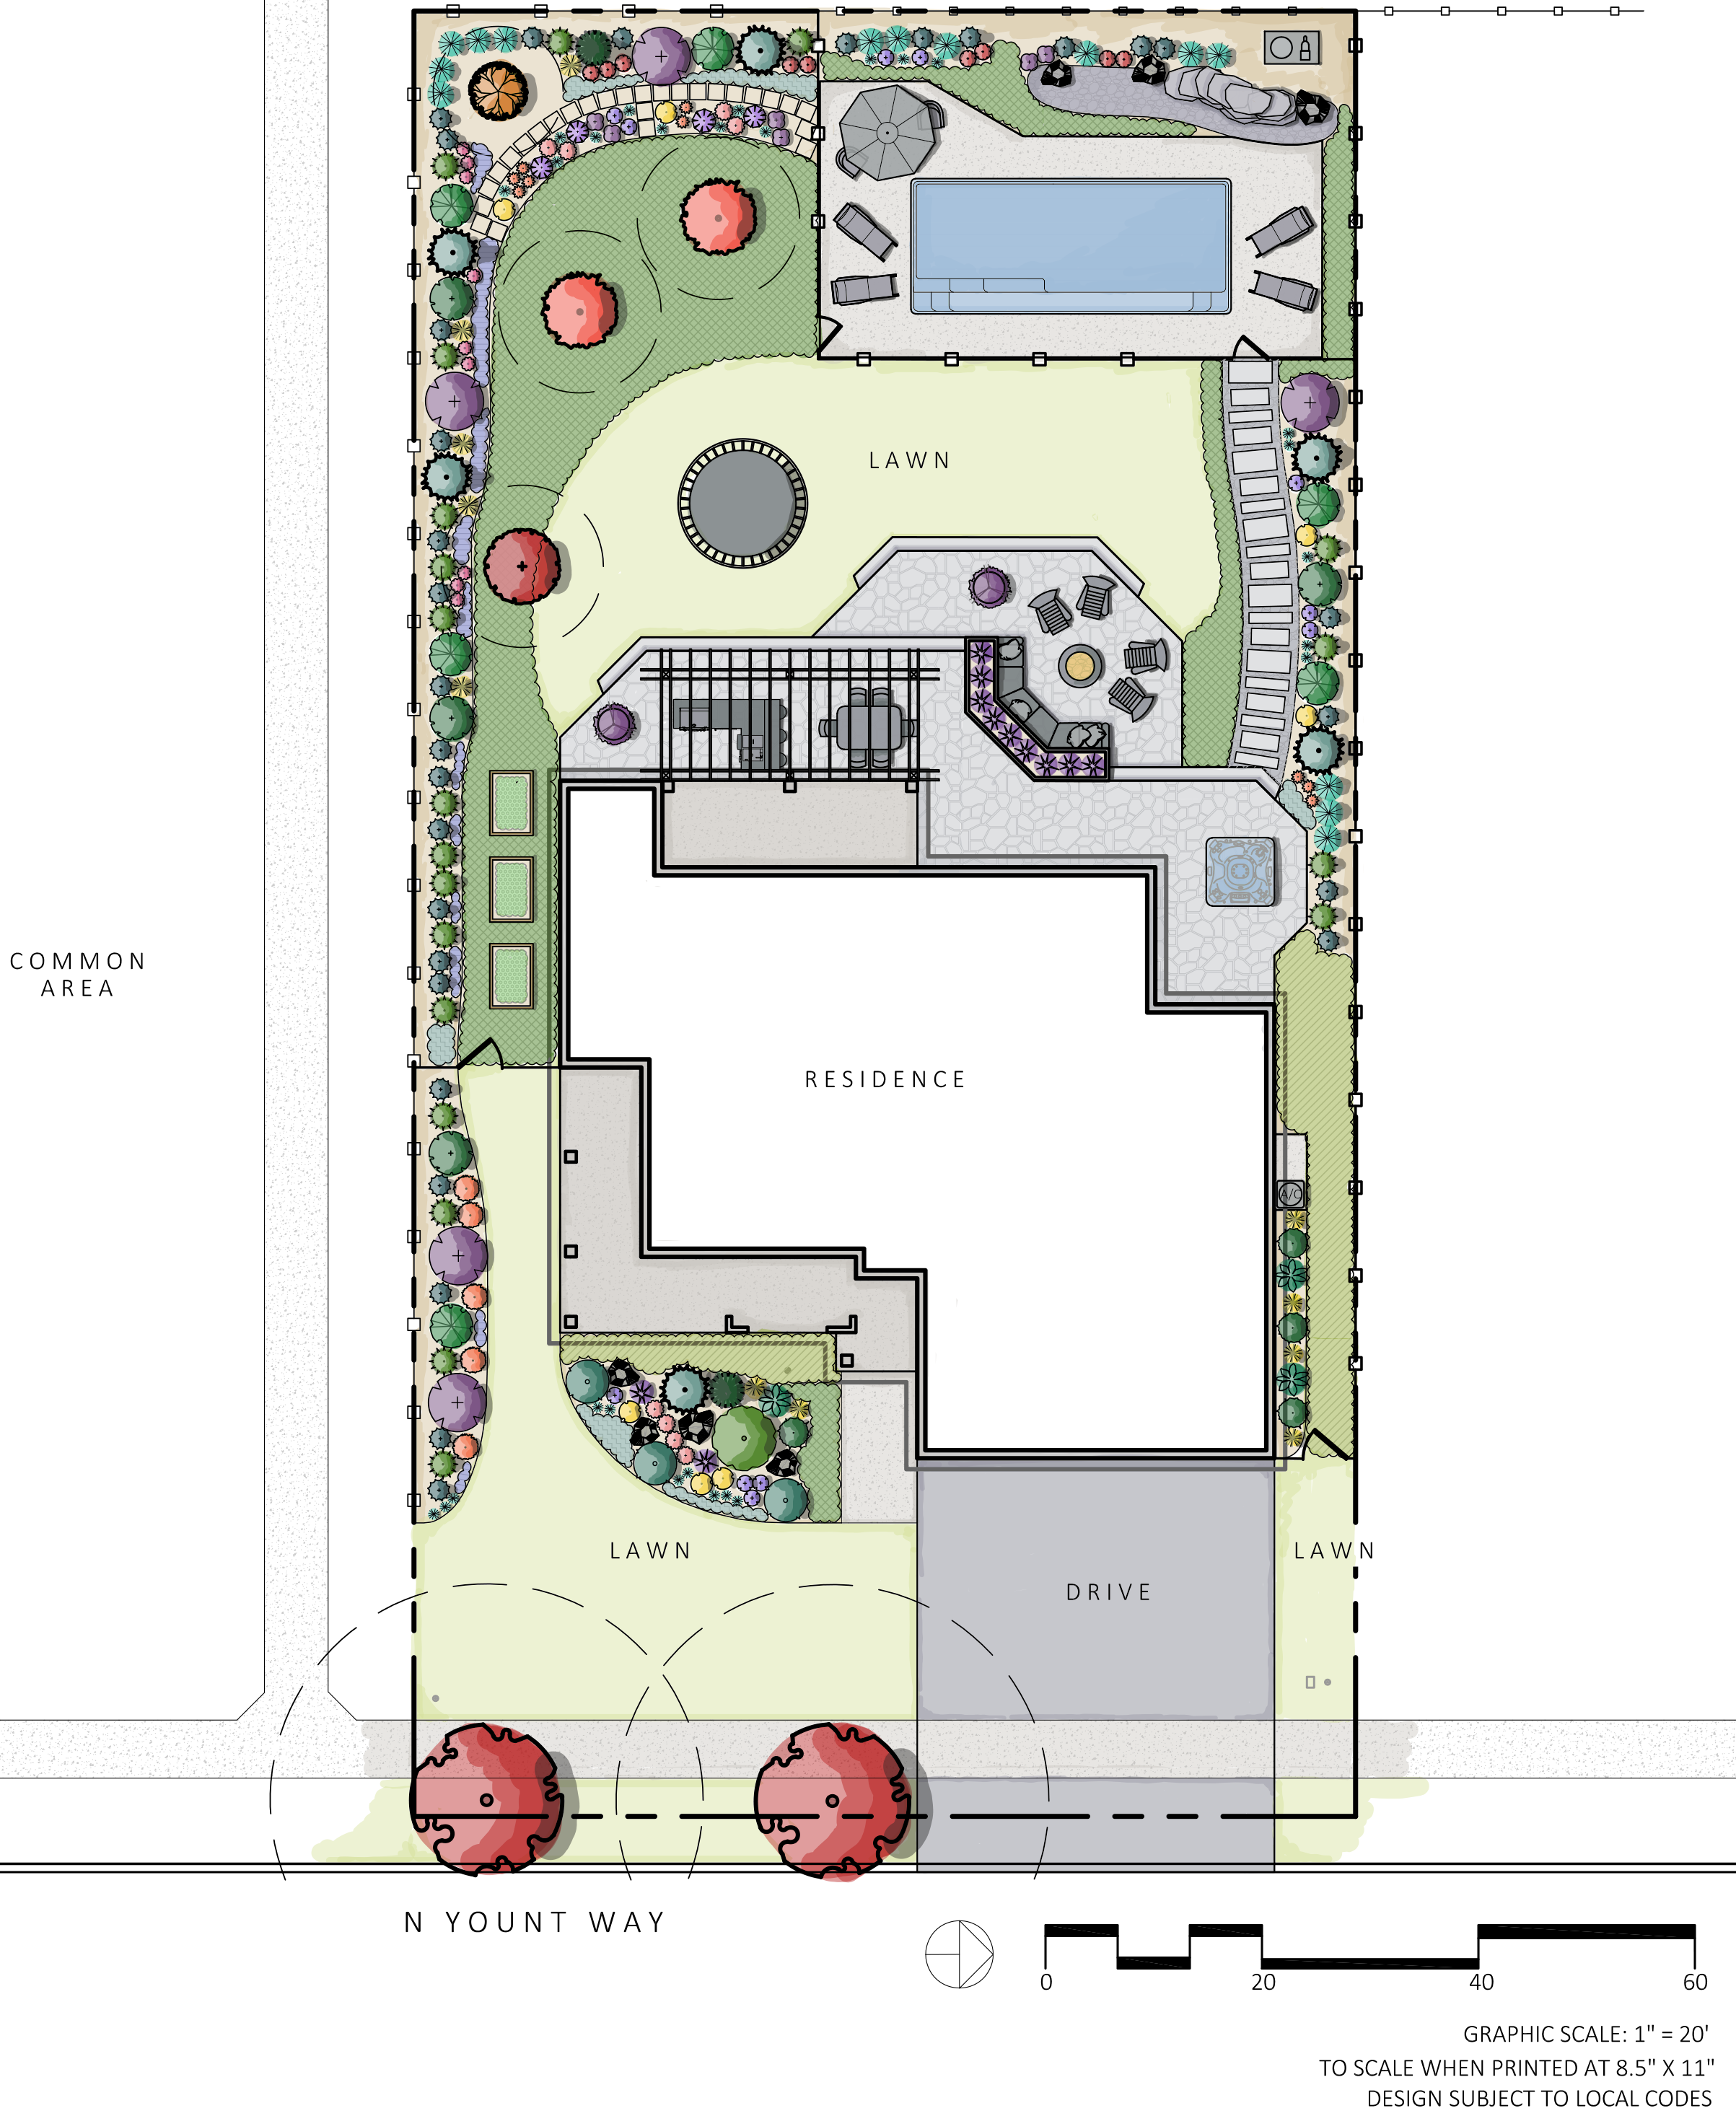 LAWN
COMMON
AREA
RESIDENCE
A/C
LAWN
LAWN
DRIVE
N YOUNT WAY
0 20 40 60
GRAPHIC SCALE: 1" = 20'
TO SCALE WHEN PRINTED AT 8.5" X 11"
DESIGN SUBJECT TO LOCAL CODES